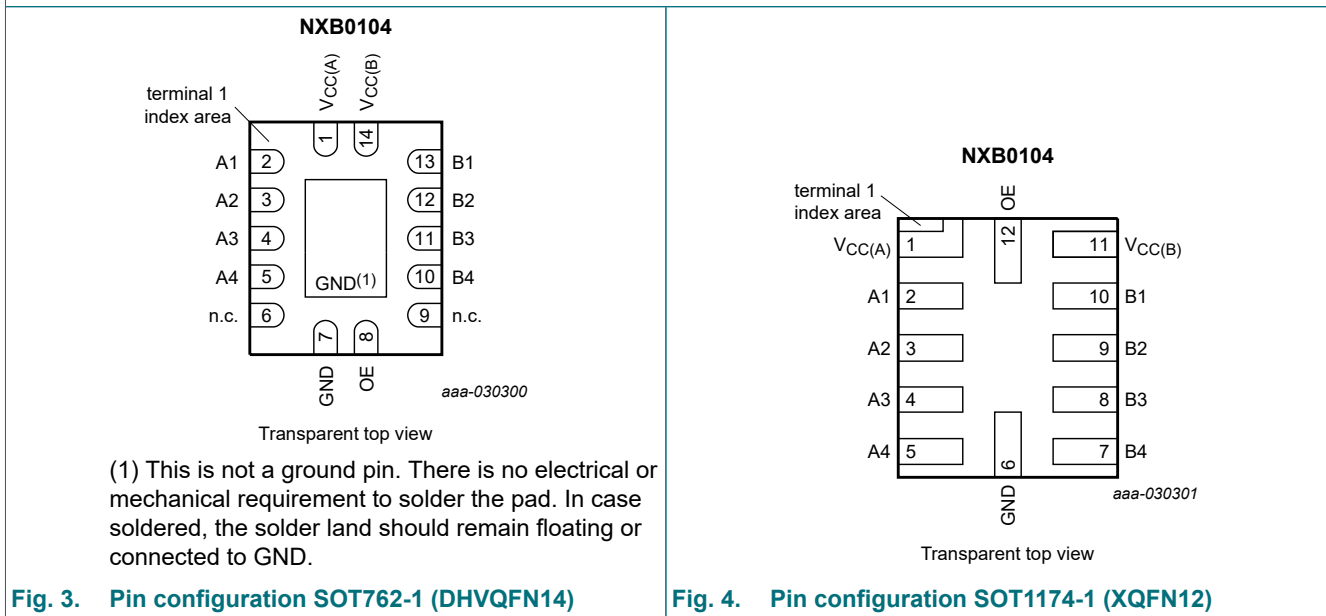 NXB0104
VCC(A)
VCC(B)
terminal 1
index area
1
14
A1 2
13 B1
A2 3
12 B2
A3 4
11 B3
A4 5
10 B4
GND(1)
n.c. 6
9 n.c.
7
8
GND
OE
aaa-030300
Transparent top view
(1) This is not a ground pin. There is no electrical or
mechanical requirement to solder the pad. In case
soldered, the solder land should remain floating or
connected to GND.
Fig. 3. Pin configuration SOT762-1 (DHVQFN14)
NXB0104
terminal 1
index area
OE
VCC(A) 1
12
11 VCC(B)
A1 2
10 B1
A2 3
9 B2
A3 4
8 B3
A4 5
6
7 B4
GND
aaa-030301
Transparent top view
Fig. 4. Pin configuration SOT1174-1 (XQFN12)